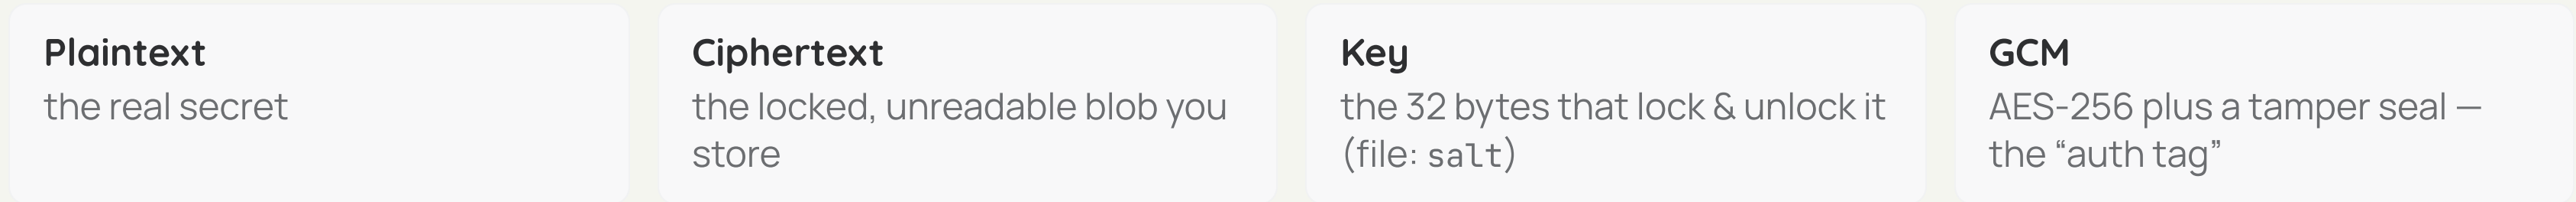 Plaintext
the real secret
Ciphertext
the locked, unreadable blob you
store
Key
the 32 bytes that lock & unlock it
(file: salt)
GCM
AES-256 plus a tamper seal —
the “auth tag”